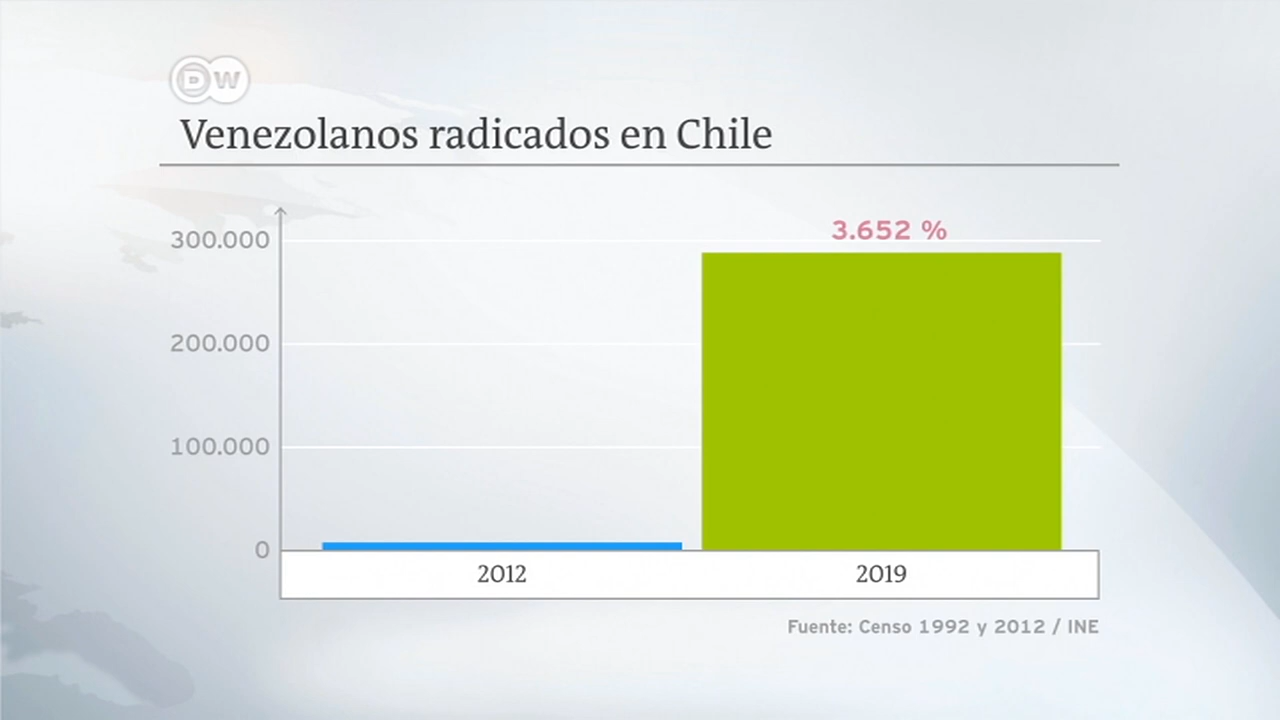 DW
Venezolanos radicados en Chile
3.652 %
300.000
200.000
100.000
0
2012 2019
Fuente: Censo 1992 y 2012 / INE